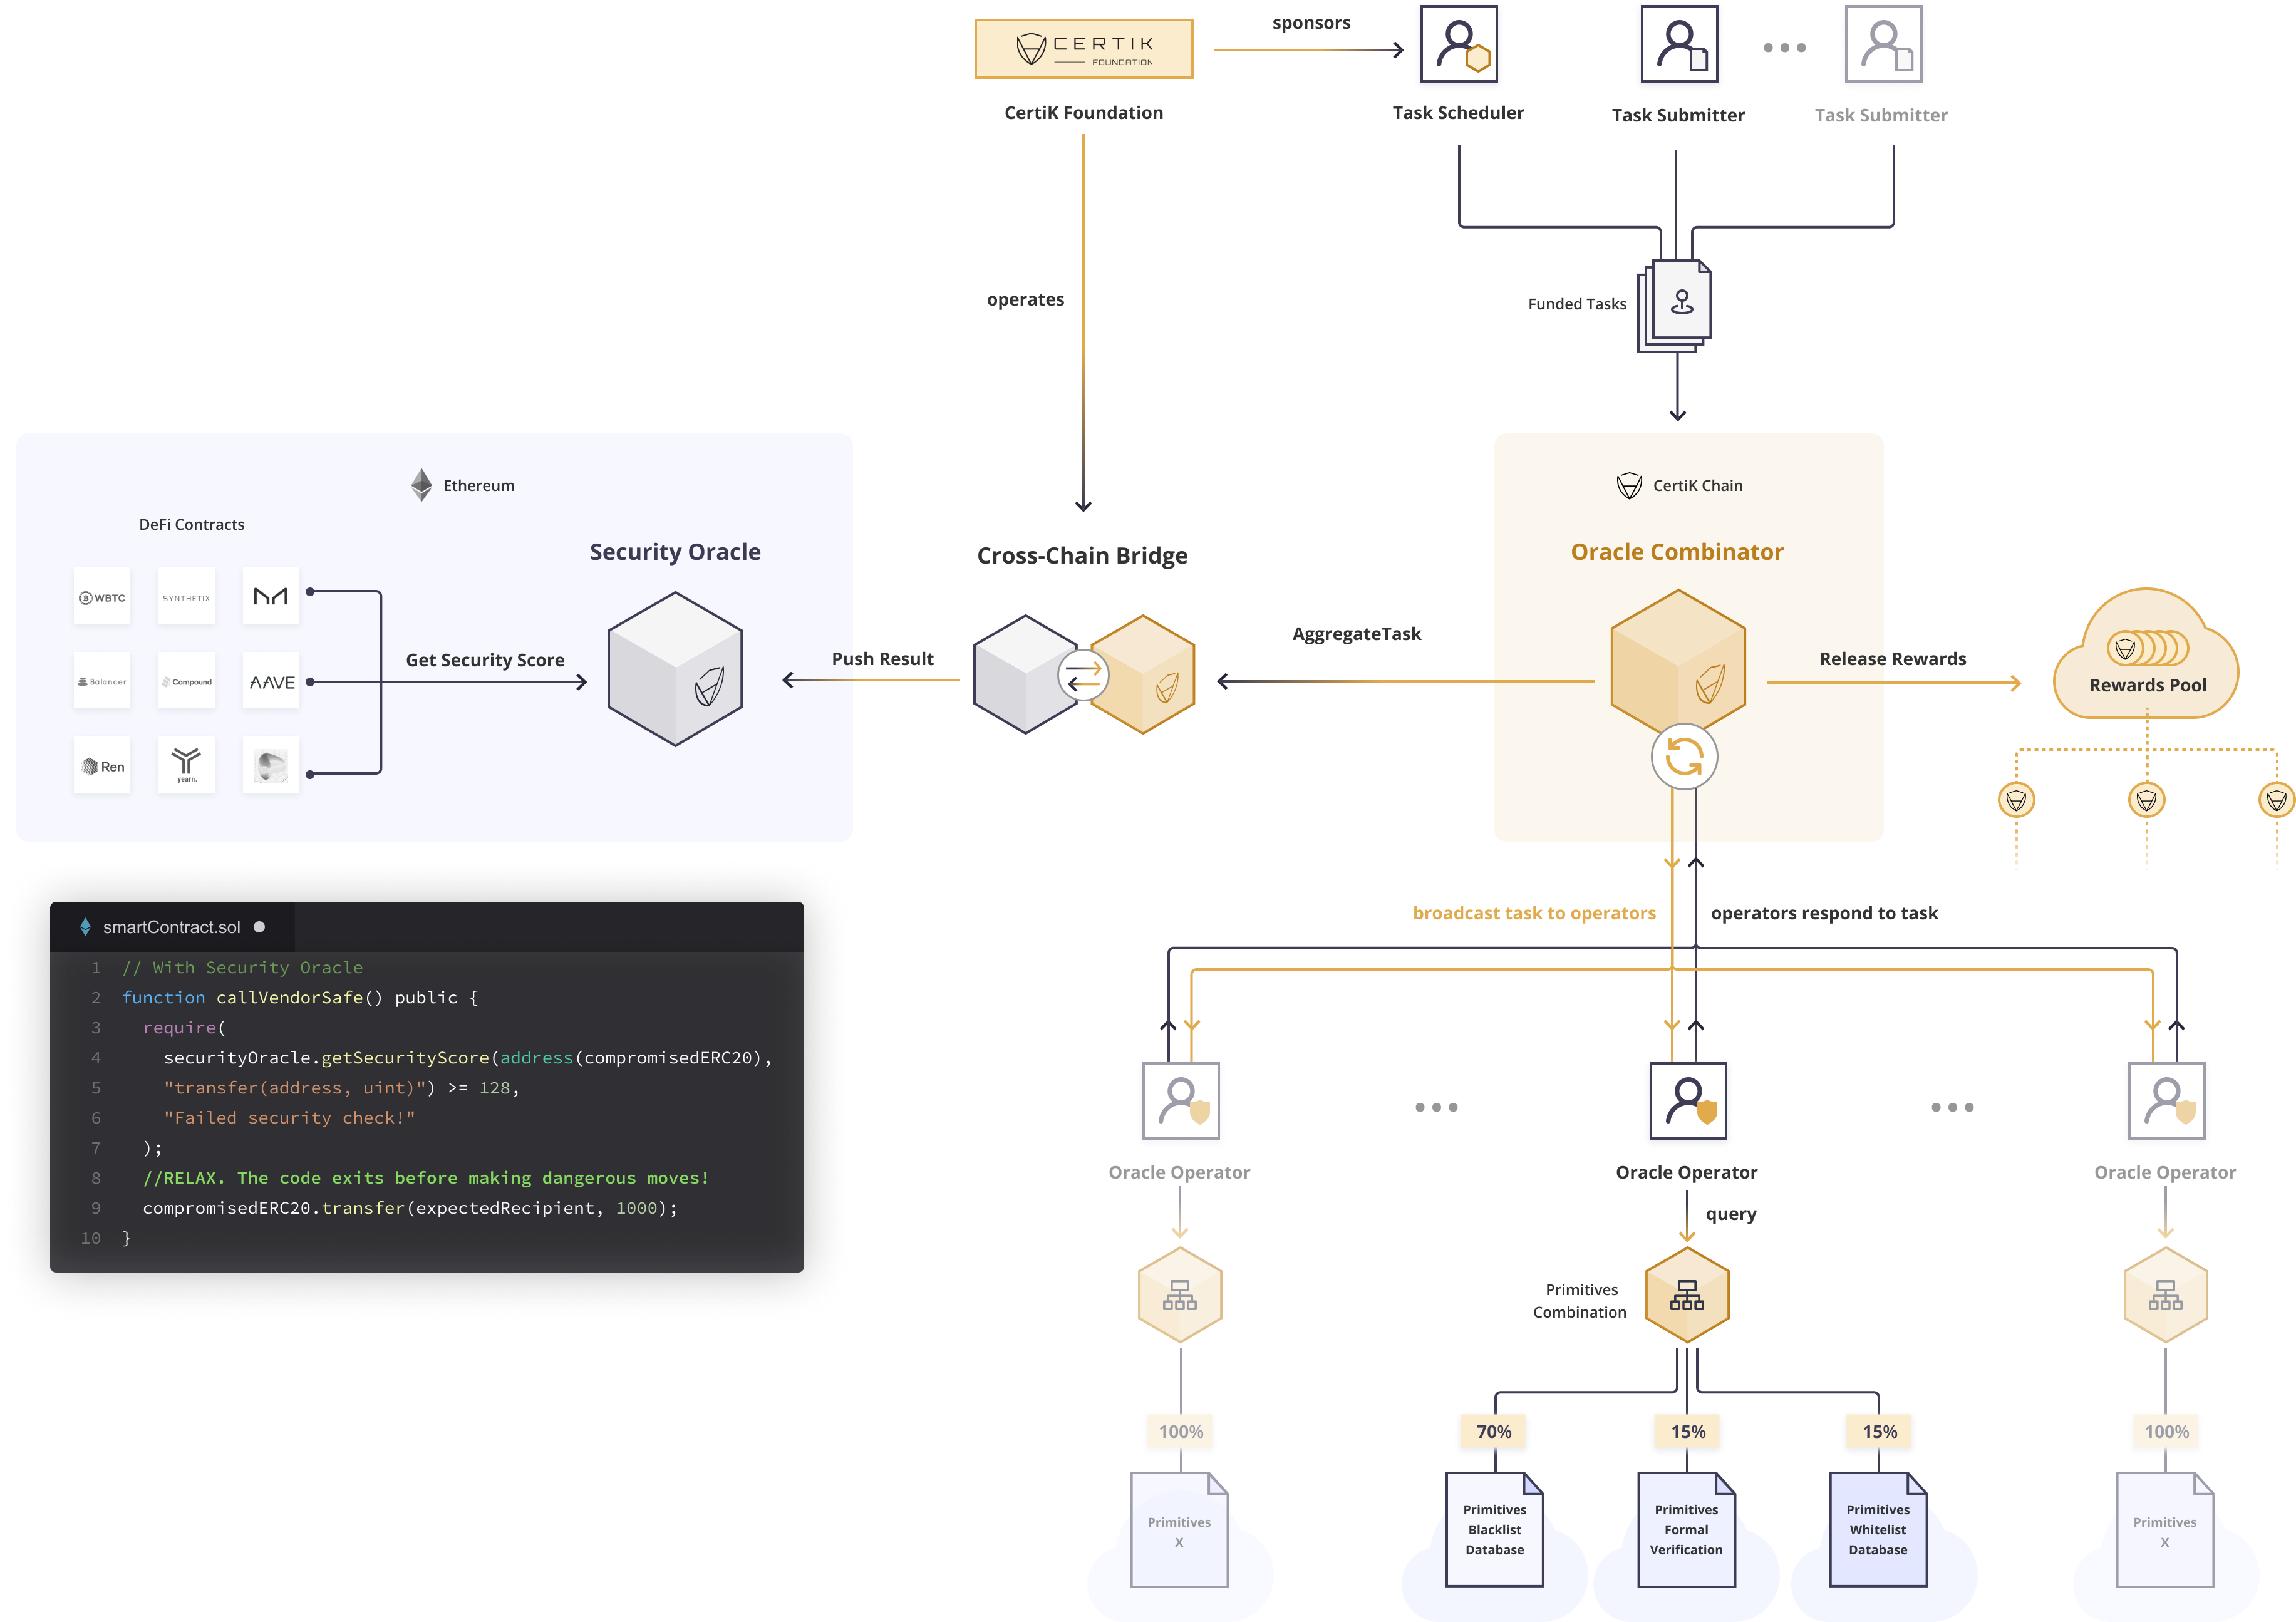 CERTIK
FOUNDATION
sponsors
CertiK Foundation
Task Scheduler
Task Submitter
Task Submitter
operates
Funded Tasks
Ethereum
DeFi Contracts
Security Oracle
WBTC
SYNTHETIX
Balancer
Compound
AAVE
Ren
yearn.
Get Security Score
Push Result
Cross-Chain Bridge
AggregateTask
CertiK Chain
Oracle Combinator
Release Rewards
Rewards Pool
broadcast task to operators
operators respond to task
smartContract.sol
1 // With Security Oracle
2 function callVendorSafe() public {
3 require(
4 securityOracle.getSecurityScore(address(compromisedERC20),
5 "transfer(address, uint)") >= 128,
6 "Failed security check!"
7 );
8 //RELAX. The code exits before making dangerous moves!
9 compromisedERC20.transfer(expectedRecipient, 1000);
10 }
Oracle Operator
Oracle Operator
Oracle Operator
query
Primitives
Combination
100%
70%
15%
15%
100%
Primitives
X
Primitives
Blacklist
Database
Primitives
Formal
Verification
Primitives
Whitelist
Database
Primitives
X